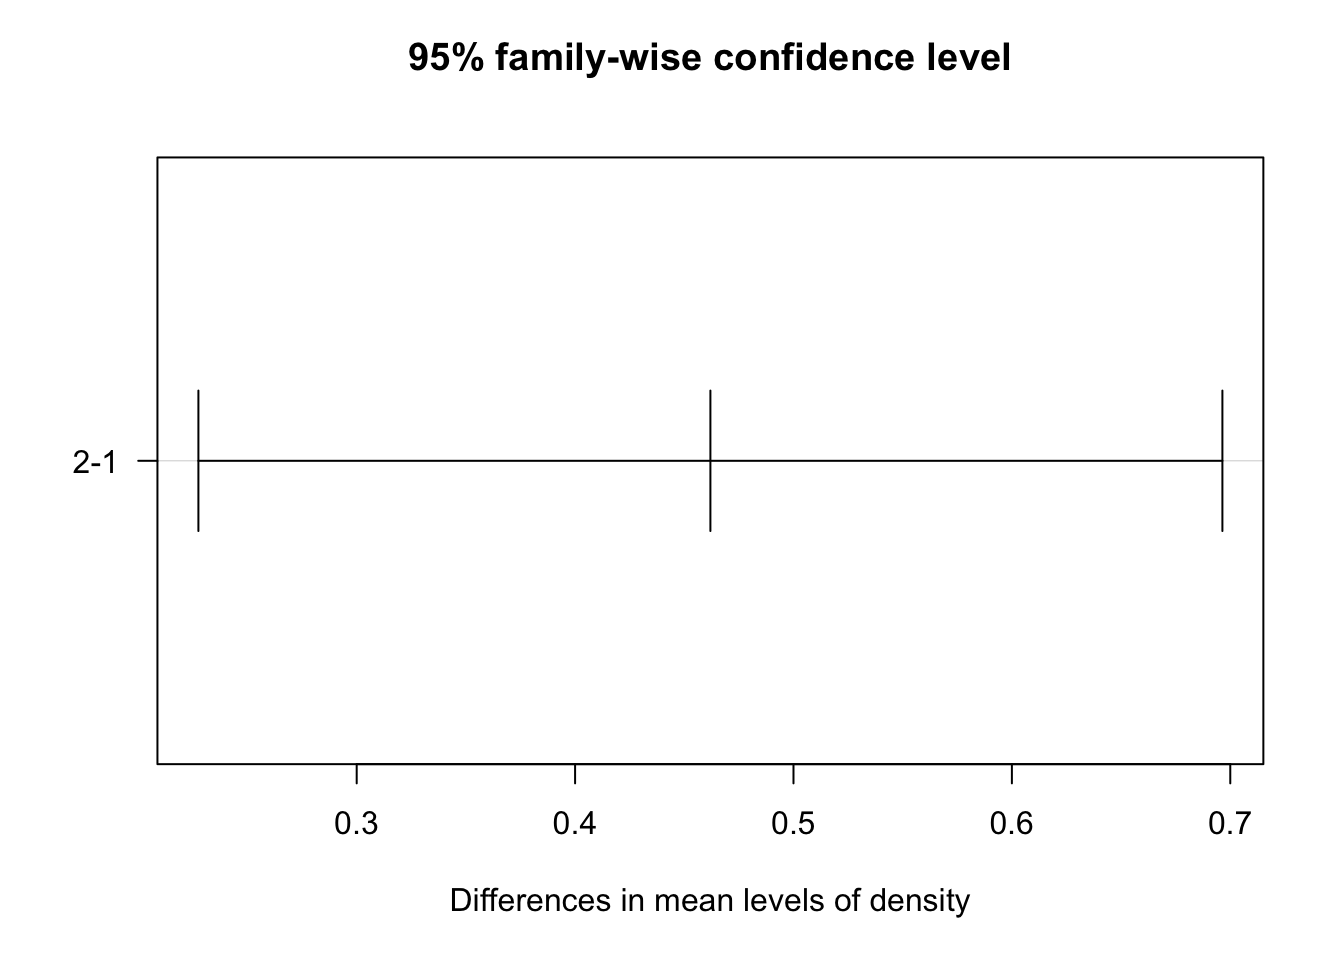 95% family-wise confidence level
2-1
0.3 0.4 0.5 0.6 0.7
Differences in mean levels of density